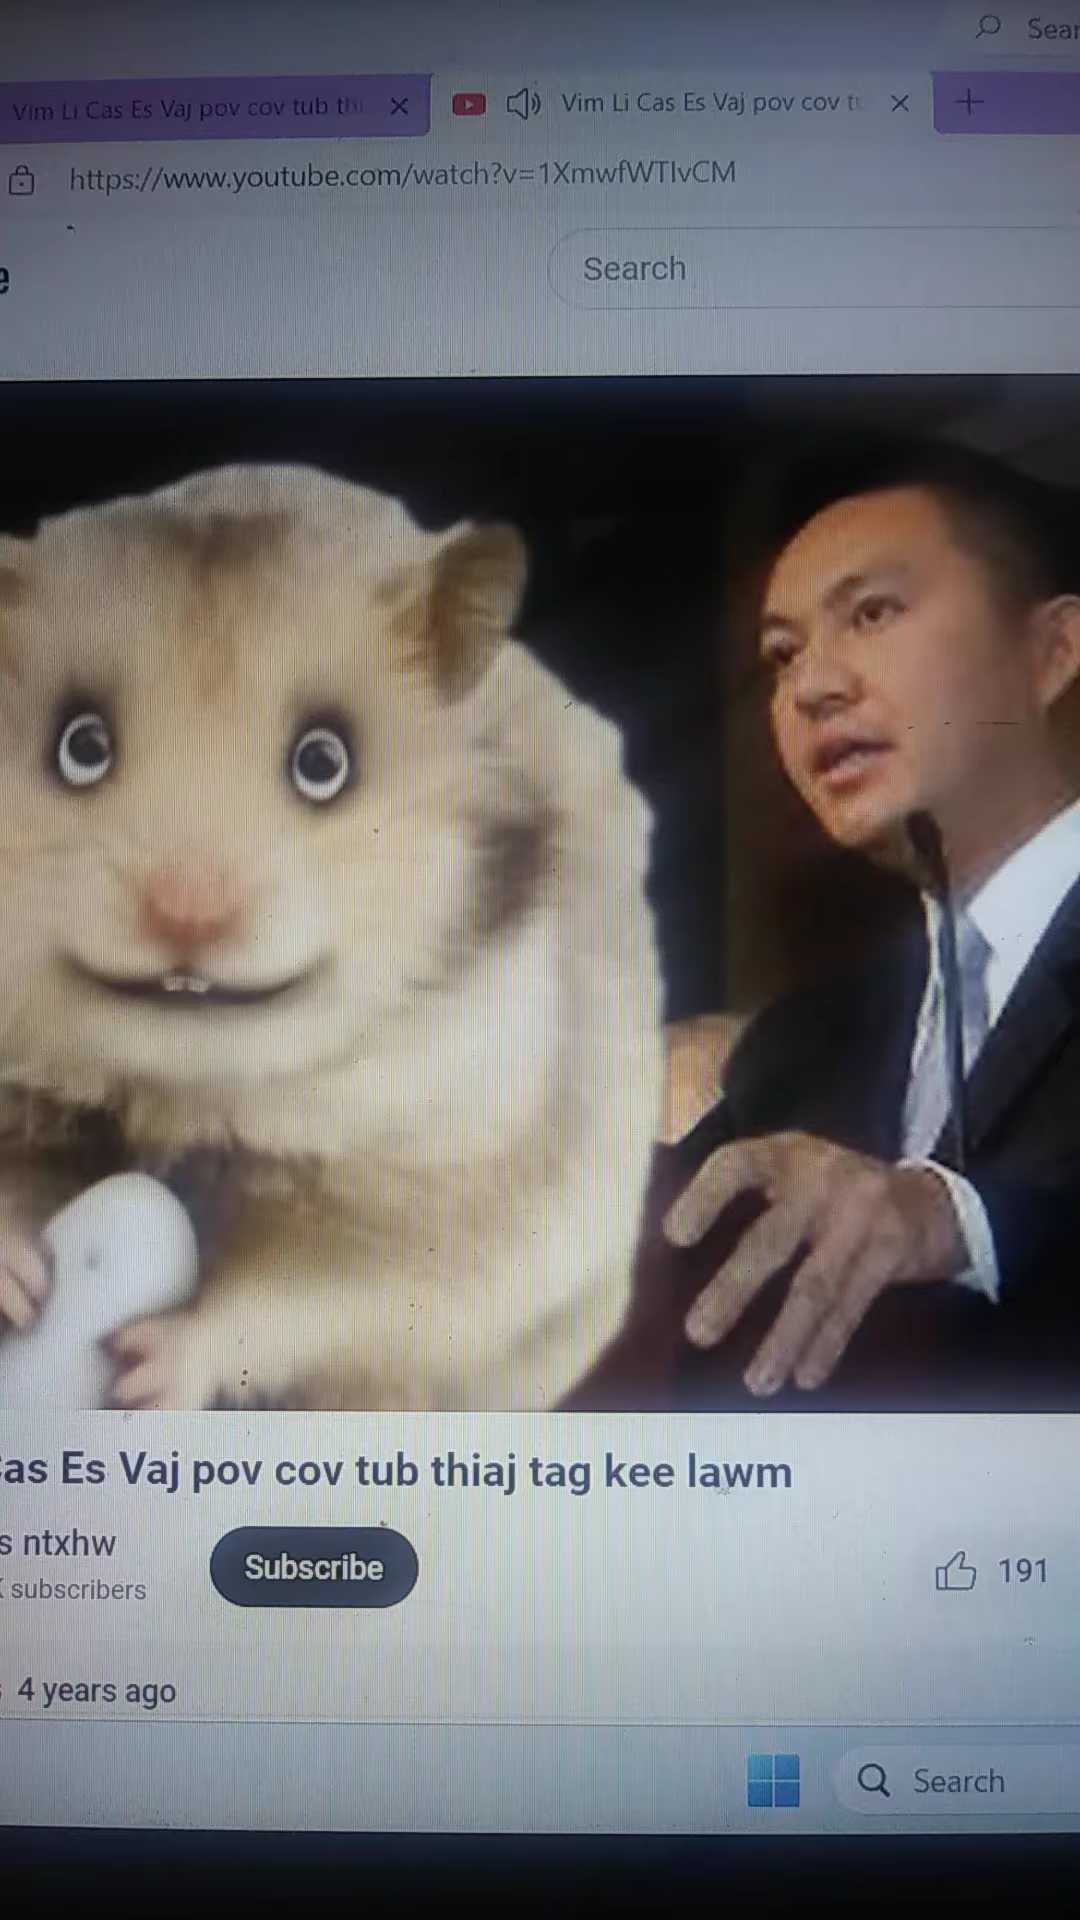 Sear
Vim Li Cas Es Vaj pov cov tub thi
Vim Li Cas Es Vaj pov cov tu
https://www.youtube.com/watch?v=1XmwfWTIvCM
e
Search
as Es Vaj pov cov tub thiaj tag kee lawm
s ntxhw
Subscribe
191
subscribers
4 years ago
Search